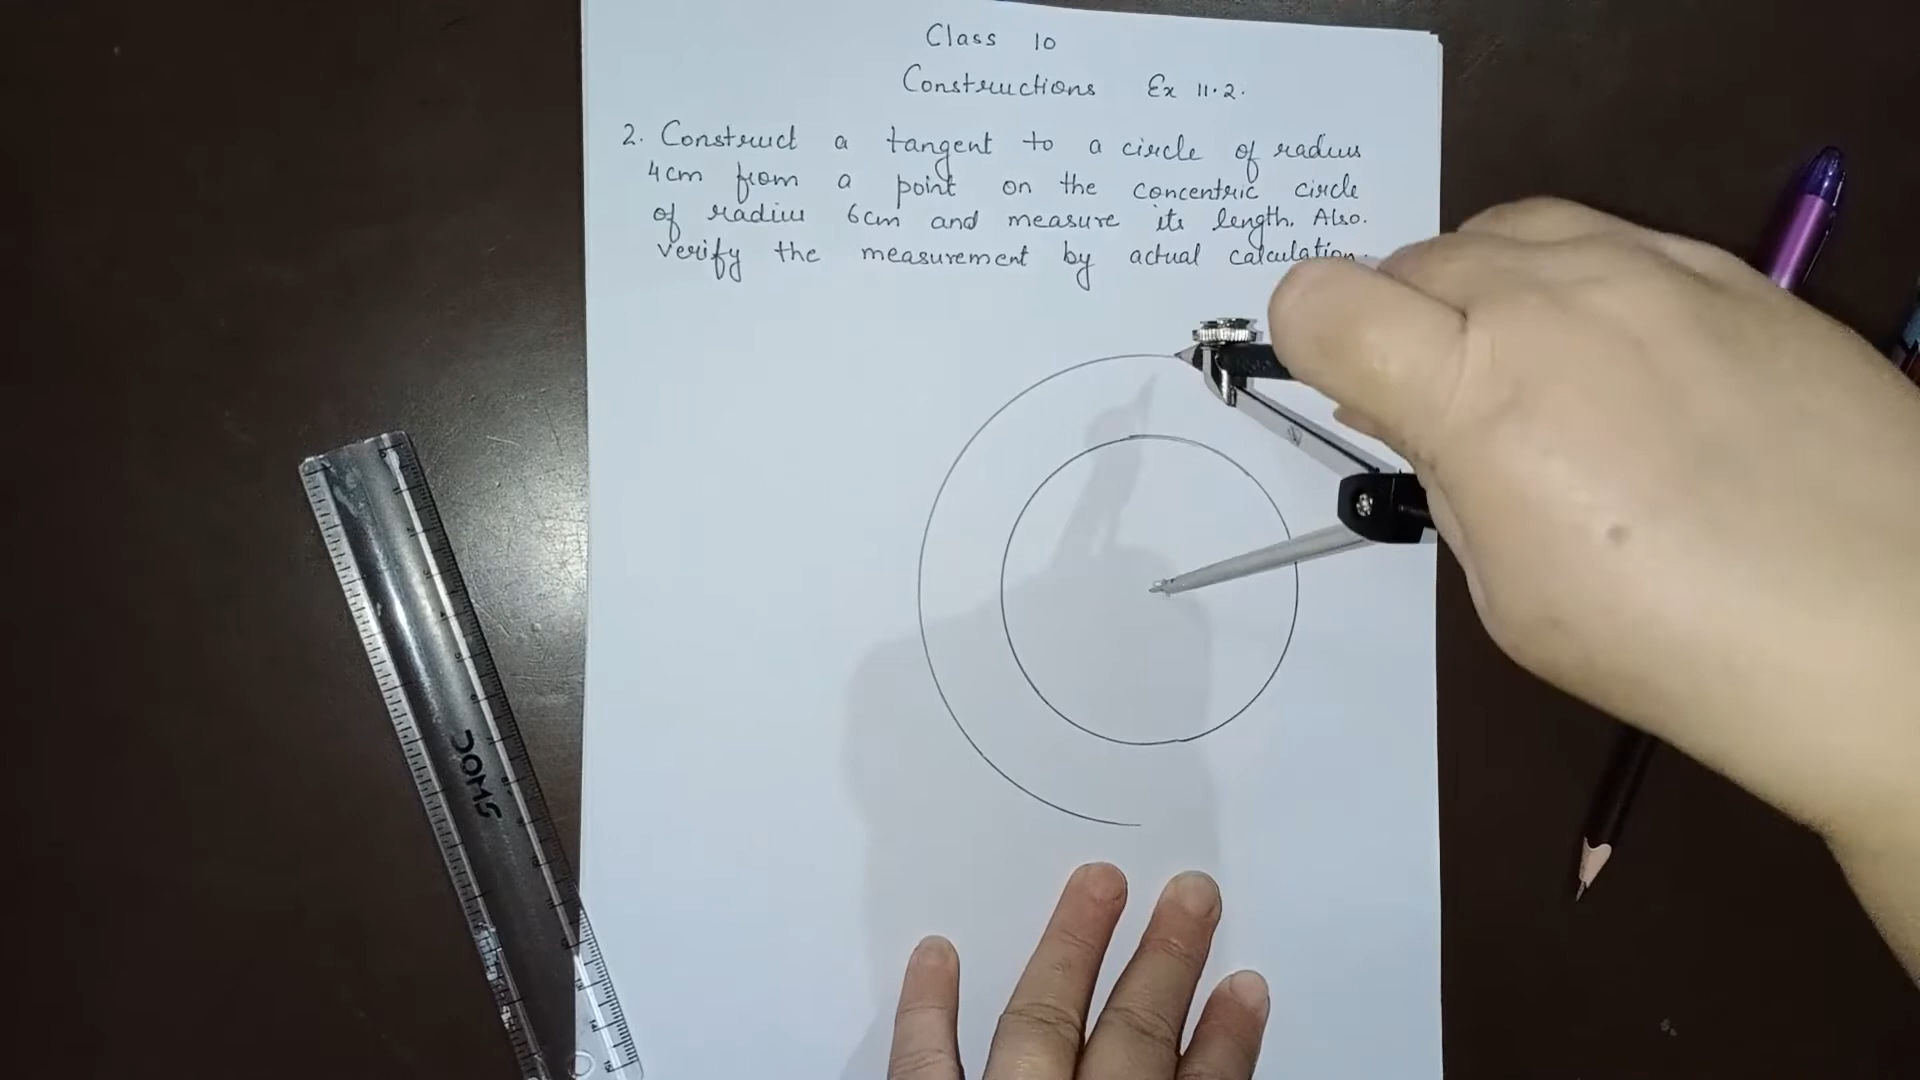 Class 10
Constructions Ex 11.2.
2. Construct a tangent to a circle of radius
4cm from a point on the concentric circle
of radius 6cm and measure its length. Also.
verify the measurement by actual calculation.
DOMS